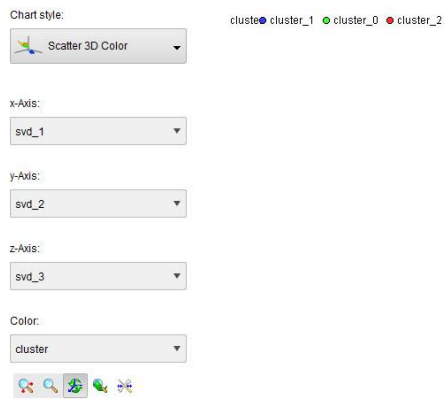 Chart style:
cluste cluster_1 cluster_0 cluster_2
Scatter 3D Color
x-Axis:
svd_1
y-Axis:
svd_2
z-Axis:
svd_3
Color:
cluster